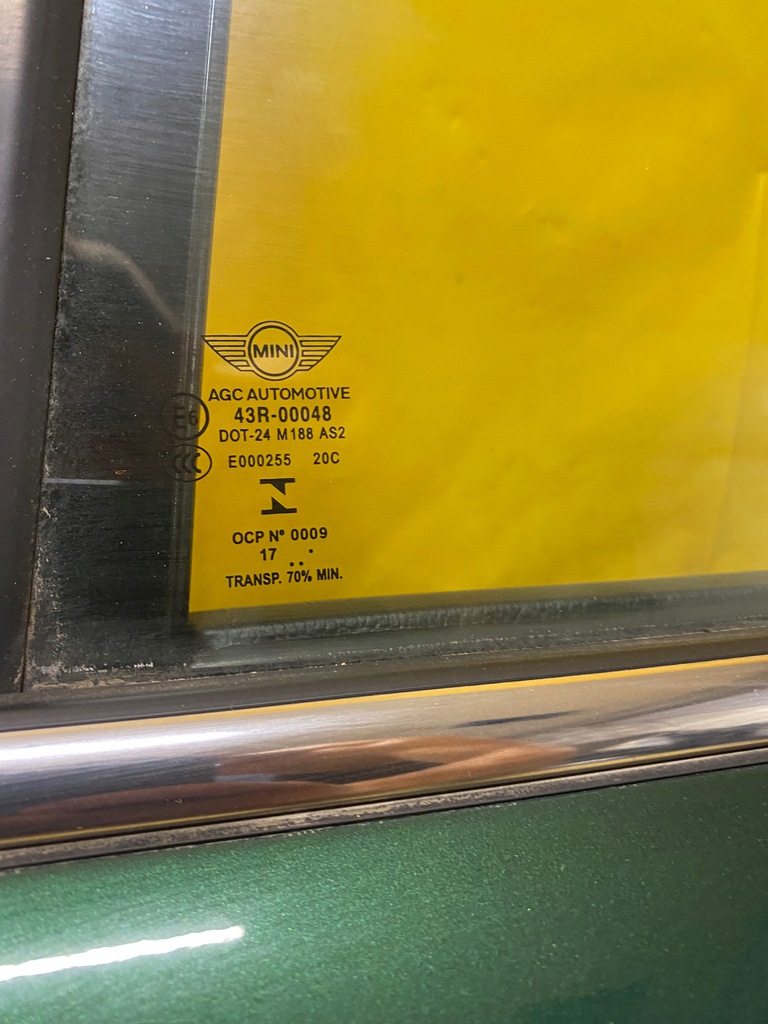 MINI
AGC AUTOMOTIVE
E6 43R-00048
DOT-24 M188 AS2
CCC E000255 20C
OCP Nº 0009
17 . . .
TRANSP. 70% MIN.